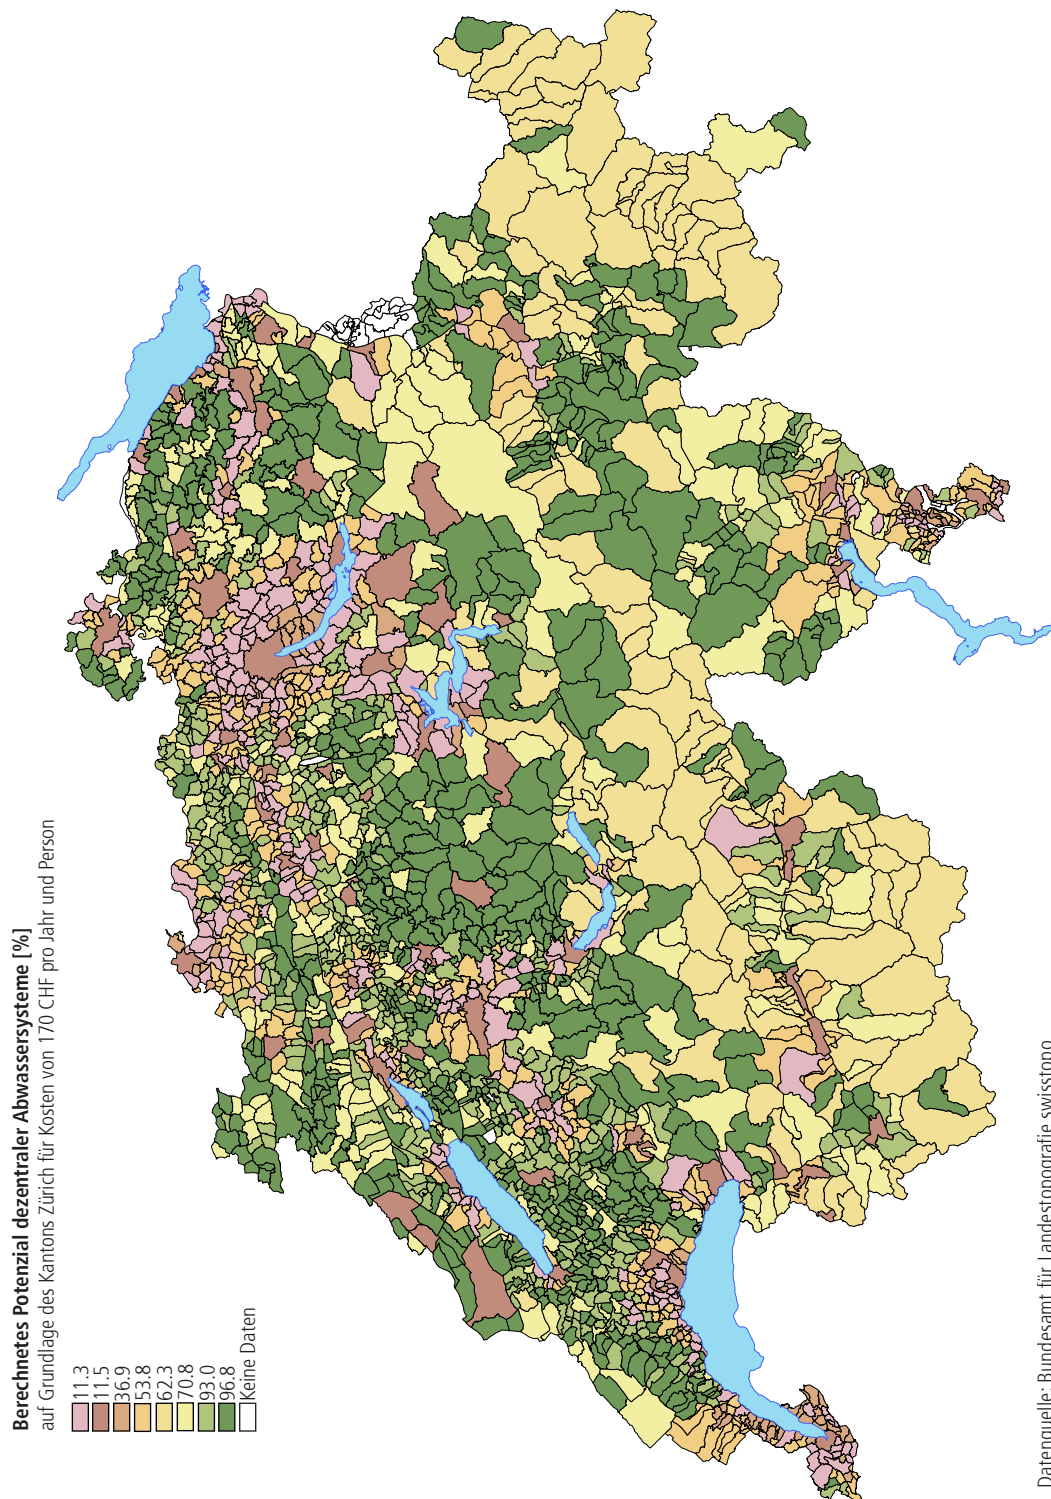 Berechnetes Potenzial dezentraler Abwassersysteme [%]
auf Grundlage des Kantons Zürich für Kosten von 170 CHF pro Jahr und Person
11.3
11.5
36.9
53.8
62.3
70.8
93.0
96.8
Keine Daten
Datenquelle: Bundesamt für Landestopografie swisstopo